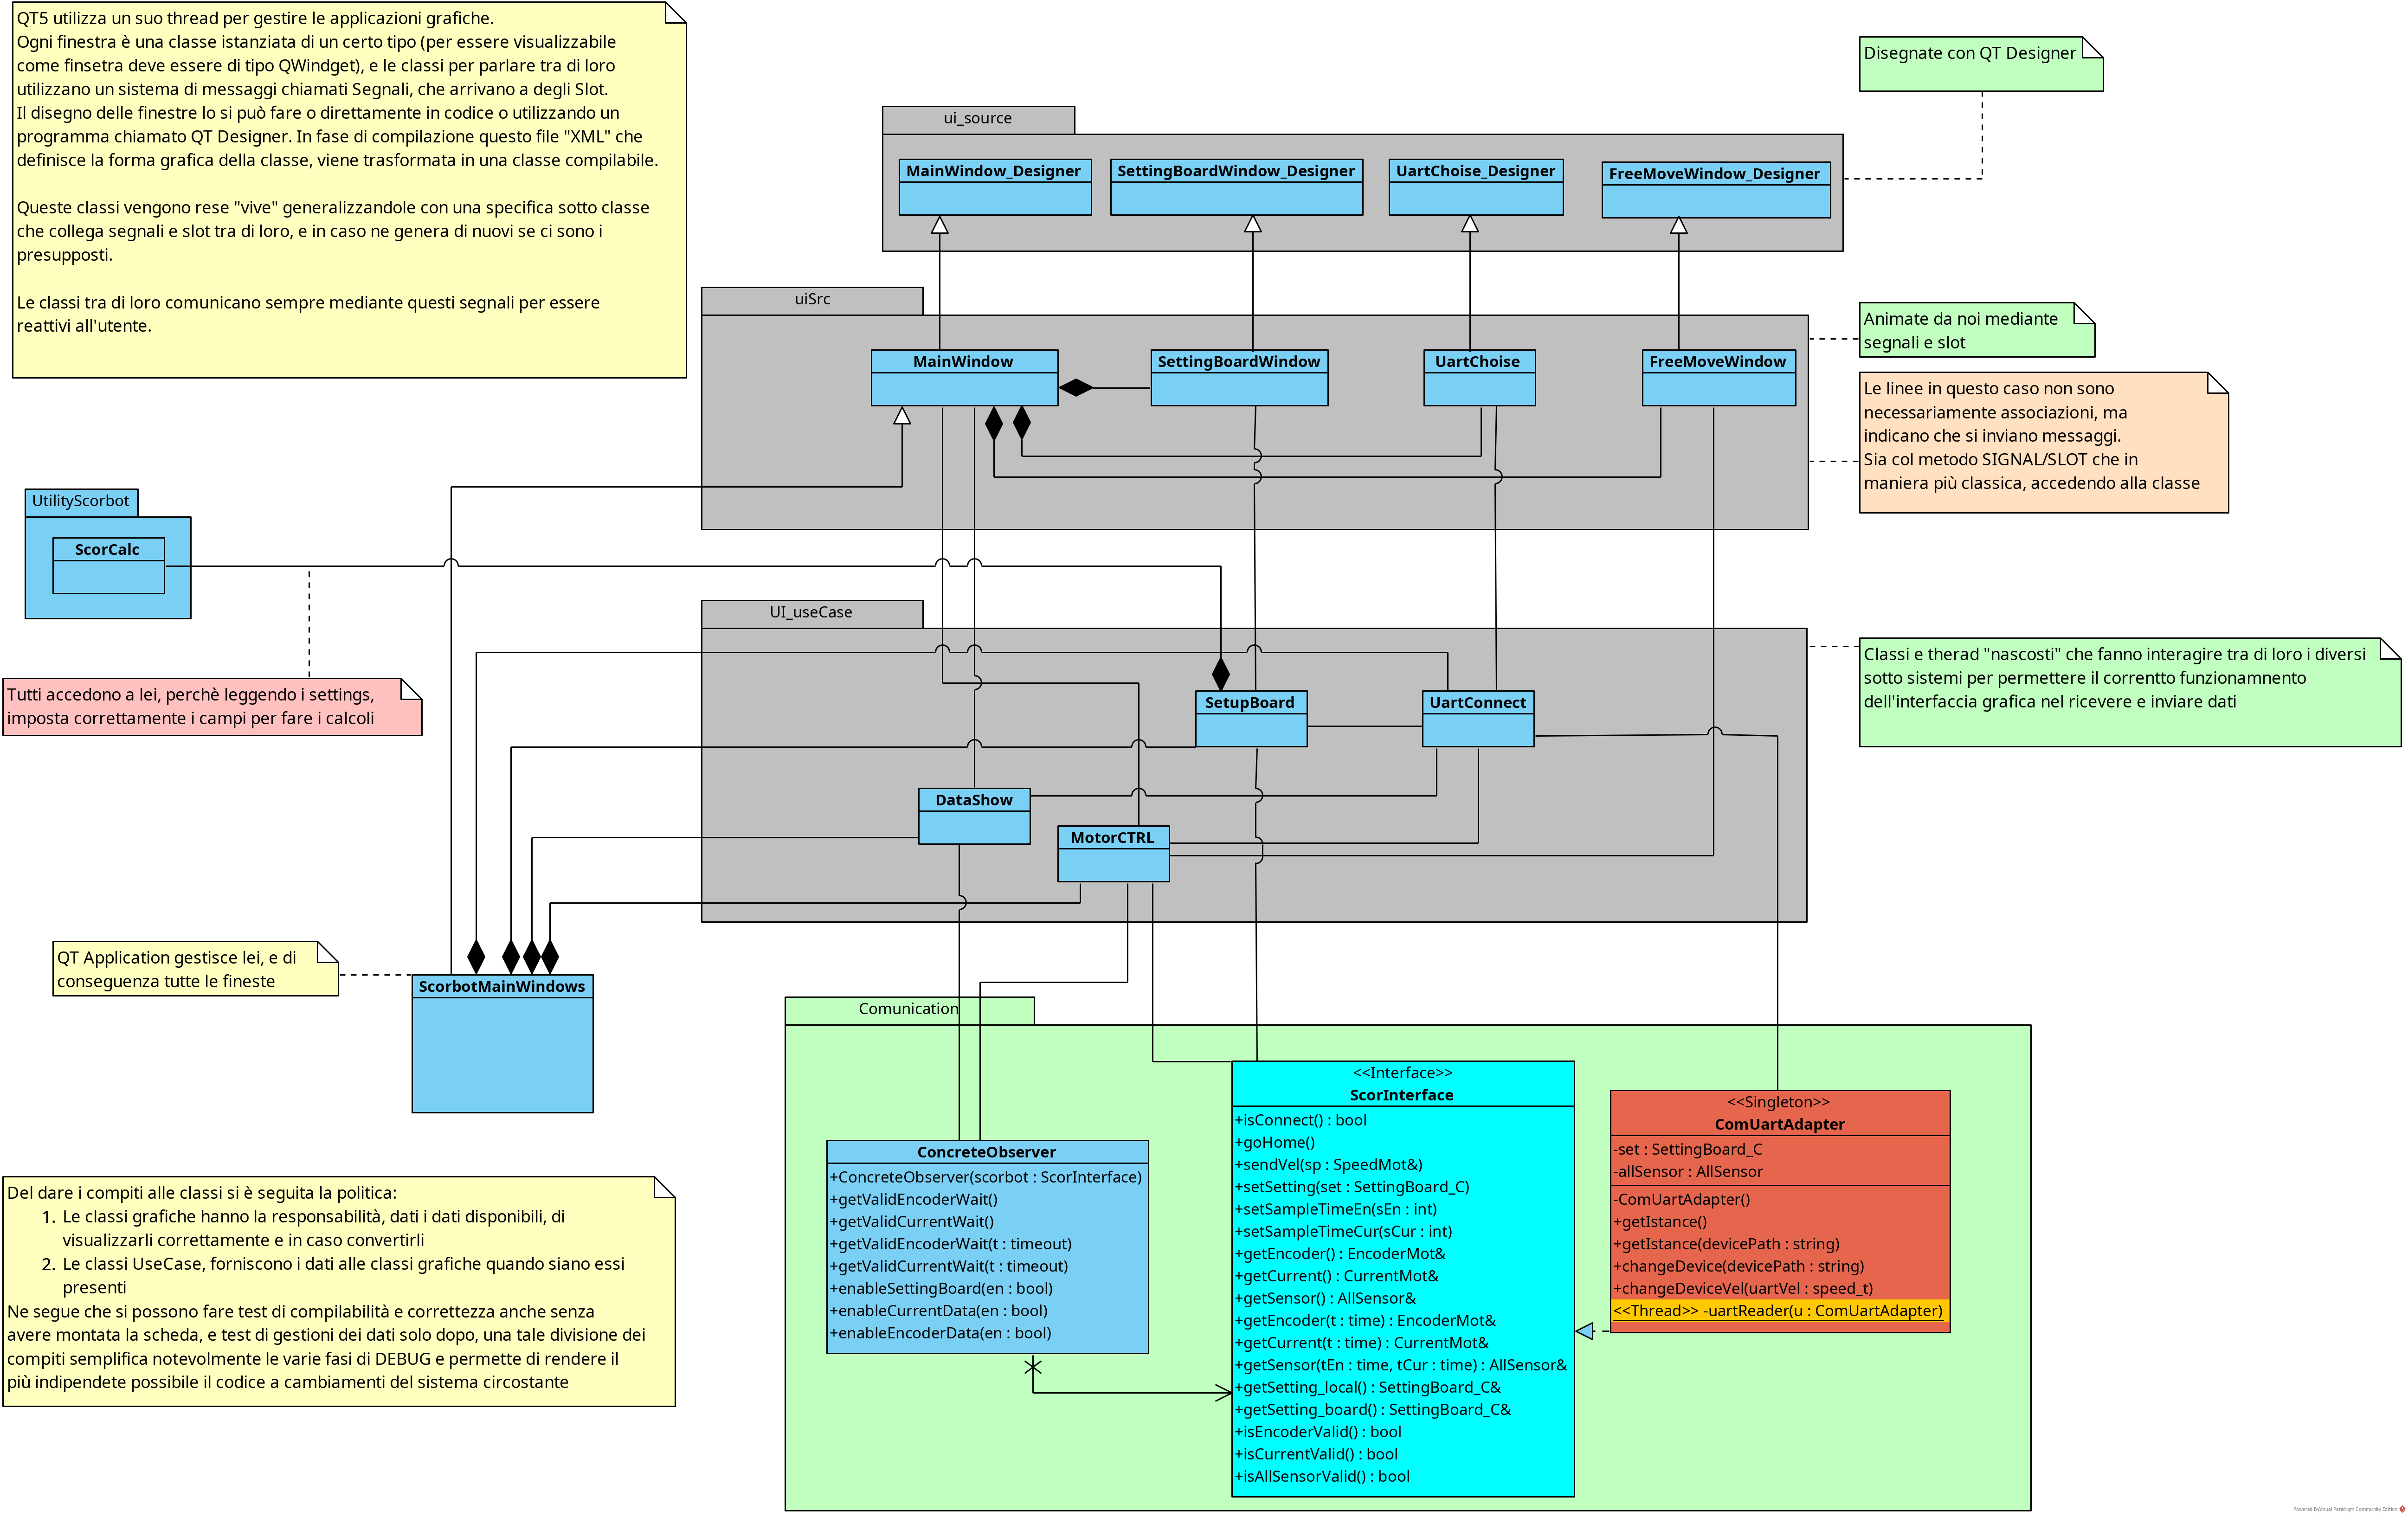 QT5 utilizza un suo thread per gestire le applicazioni grafiche.
Ogni finestra è una classe istanziata di un certo tipo (per essere visualizzabile
come finsetra deve essere di tipo QWindget), e le classi per parlare tra di loro
utilizzano un sistema di messaggi chiamati Segnali, che arrivano a degli Slot.
Il disegno delle finestre lo si può fare o direttamente in codice o utilizzando un
programma chiamato QT Designer. In fase di compilazione questo file "XML" che
definisce la forma grafica della classe, viene trasformata in una classe compilabile.
Queste classi vengono rese "vive" generalizzandole con una specifica sotto classe
che collega segnali e slot tra di loro, e in caso ne genera di nuovi se ci sono i
presupposti.
Le classi tra di loro comunicano sempre mediante questi segnali per essere
reattivi all'utente.
Disegnate con QT Designer
ui_source
MainWindow_Designer
SettingBoardWindow_Designer
UartChoise_Designer
FreeMoveWindow_Designer
uiSrc
MainWindow
SettingBoardWindow
UartChoise
FreeMoveWindow
Animate da noi mediante
segnali e slot
Le linee in questo caso non sono
necessariamente associazioni, ma
indicano che si inviano messaggi.
Sia col metodo SIGNAL/SLOT che in
maniera più classica, accedendo alla classe
UtilityScorbot
ScorCalc
Tutti accedono a lei, perchè leggendo i settings,
imposta correttamente i campi per fare i calcoli
UI_useCase
SetupBoard
UartConnect
DataShow
MotorCTRL
Classi e therad "nascosti" che fanno interagire tra di loro i diversi
sotto sistemi per permettere il correntto funzionamnento
dell'interfaccia grafica nel ricevere e inviare dati
QT Application gestisce lei, e di
conseguenza tutte le fineste
ScorbotMainWindows
Comunication
ConcreteObserver
+ConcreteObserver(scorbot : ScorInterface)
+getValidEncoderWait()
+getValidCurrentWait()
+getValidEncoderWait(t : timeout)
+getValidCurrentWait(t : timeout)
+enableSettingBoard(en : bool)
+enableCurrentData(en : bool)
+enableEncoderData(en : bool)
<<Interface>>
ScorInterface
+isConnect() : bool
+goHome()
+sendVel(sp : SpeedMot&)
+setSetting(set : SettingBoard_C)
+setSampleTimeEn(sEn : int)
+setSampleTimeCur(sCur : int)
+getEncoder() : EncoderMot&
+getCurrent() : CurrentMot&
+getSensor() : AllSensor&
+getEncoder(t : time) : EncoderMot&
+getCurrent(t : time) : CurrentMot&
+getSensor(tEn : time, tCur : time) : AllSensor&
+getSetting_local() : SettingBoard_C&
+getSetting_board() : SettingBoard_C&
+isEncoderValid() : bool
+isCurrentValid() : bool
+isAllSensorValid() : bool
<<Singleton>>
ComUartAdapter
-set : SettingBoard_C
-allSensor : AllSensor
-ComUartAdapter()
+getIstance()
+getIstance(devicePath : string)
+changeDevice(devicePath : string)
+changeDeviceVel(uartVel : speed_t)
<<Thread>> -uartReader(u : ComUartAdapter)
Del dare i compiti alle classi si è seguita la politica:
1. Le classi grafiche hanno la responsabilità, dati i dati disponibili, di
visualizzarli correttamente e in caso convertirli
2. Le classi UseCase, forniscono i dati alle classi grafiche quando siano essi
presenti
Ne segue che si possono fare test di compilabilità e correttezza anche senza
avere montata la scheda, e test di gestioni dei dati solo dopo, una tale divisione dei
compiti semplifica notevolmente le varie fasi di DEBUG e permette di rendere il
più indipendete possibile il codice a cambiamenti del sistema circostante
Powered ByVisual Paradigm Community Edition